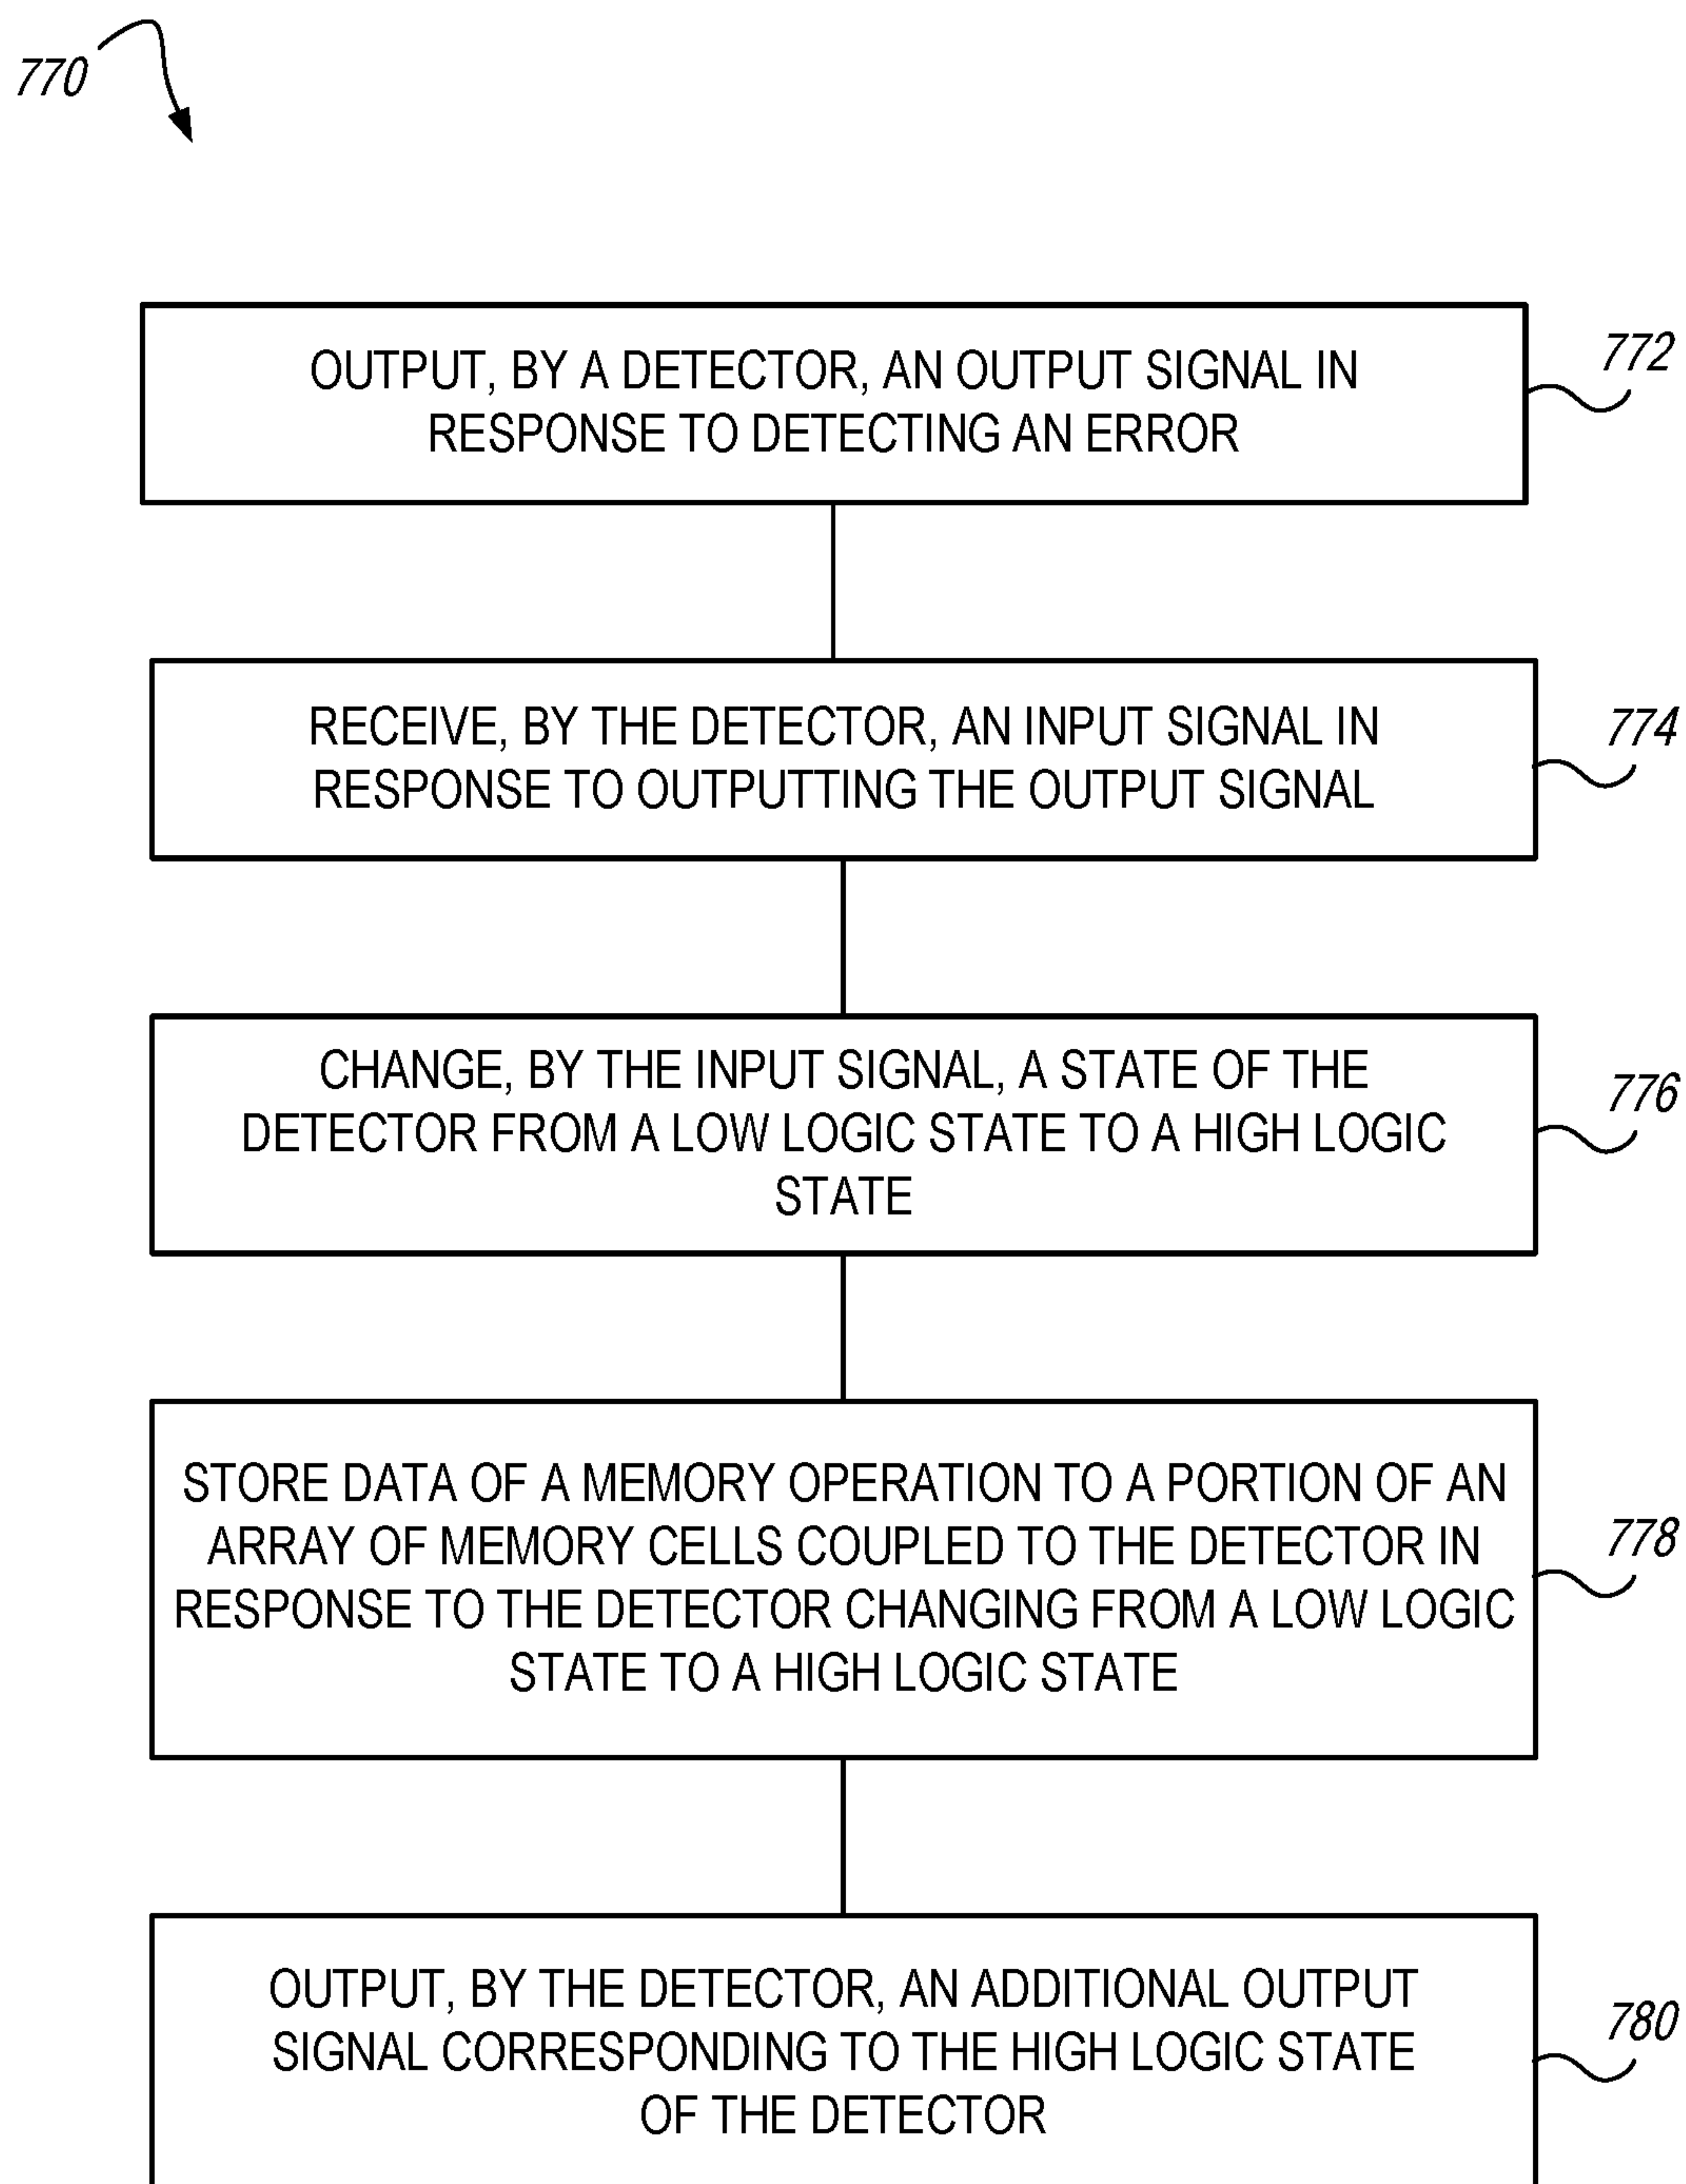 770
OUTPUT, BY A DETECTOR, AN OUTPUT SIGNAL IN
RESPONSE TO DETECTING AN ERROR
772
RECEIVE, BY THE DETECTOR, AN INPUT SIGNAL IN
RESPONSE TO OUTPUTTING THE OUTPUT SIGNAL
774
CHANGE, BY THE INPUT SIGNAL, A STATE OF THE
DETECTOR FROM A LOW LOGIC STATE TO A HIGH LOGIC
STATE
776
STORE DATA OF A MEMORY OPERATION TO A PORTION OF AN
ARRAY OF MEMORY CELLS COUPLED TO THE DETECTOR IN
RESPONSE TO THE DETECTOR CHANGING FROM A LOW LOGIC
STATE TO A HIGH LOGIC STATE
778
OUTPUT, BY THE DETECTOR, AN ADDITIONAL OUTPUT
SIGNAL CORRESPONDING TO THE HIGH LOGIC STATE
OF THE DETECTOR
780